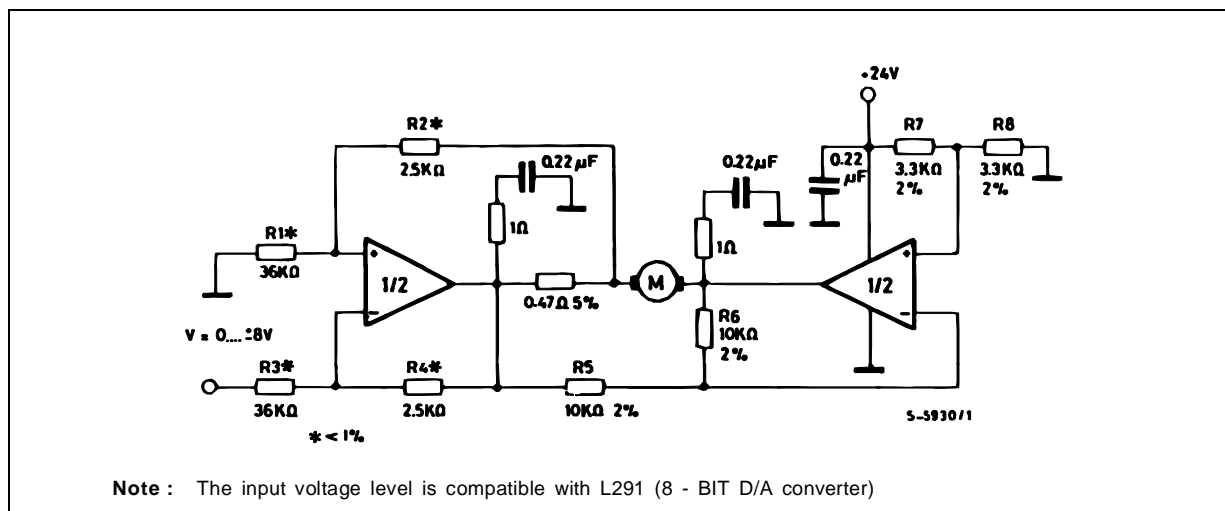 +24V
R2*
2.5KΩ
0.22µF
0.22µF
0.22
µF
R7
3.3KΩ
2%
R8
3.3KΩ
2%
1Ω
1Ω
R1*
36KΩ
+
1/2
-
0.47Ω 5%
M
+
1/2
-
R6
10KΩ
2%
V = 0....±8V
R3*
36KΩ
R4*
2.5KΩ
R5
10KΩ 2%
* < 1%
S-5930/1
Note : The input voltage level is compatible with L291 (8 - BIT D/A converter)